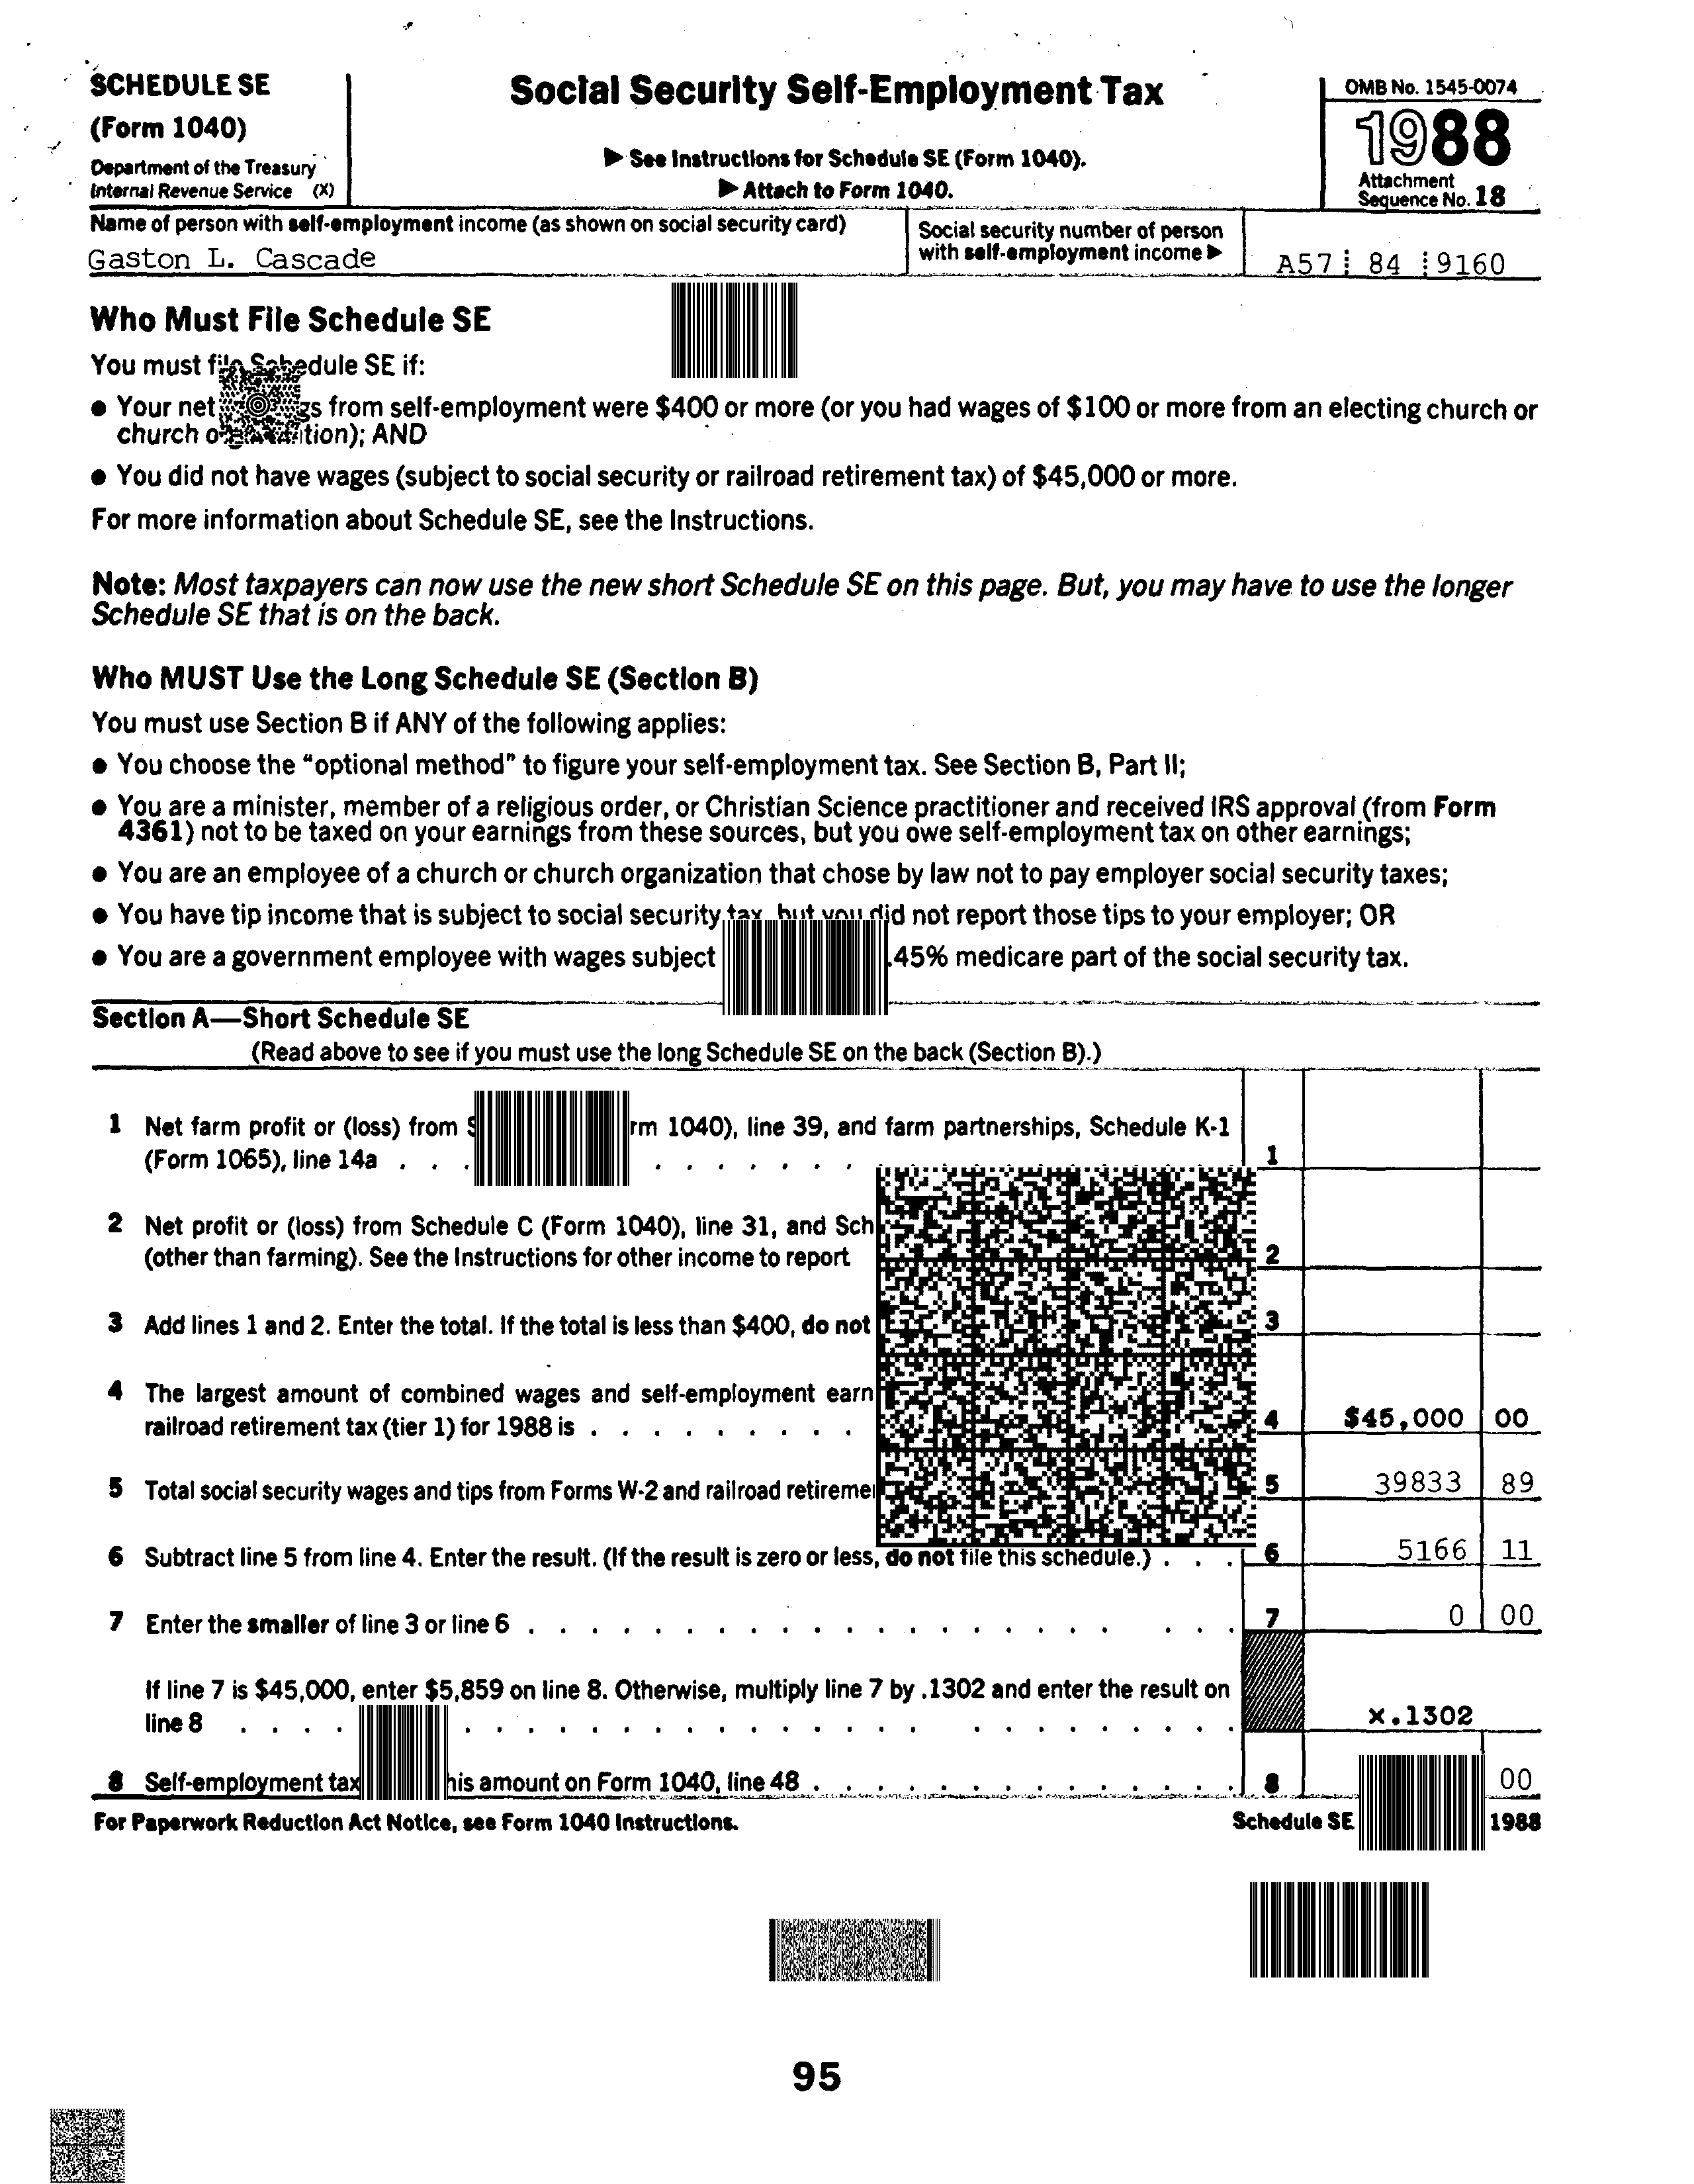 SCHEDULE SE
(Form 1040)
Department of the Treasury
Internal Revenue Service (X)
Social Security Self-Employment Tax
▶ See Instructions for Schedule SE (Form 1040).
▶ Attach to Form 1040.
OMB No. 1545-0074
1988
Attachment
Sequence No. 18
Name of person with self-employment income (as shown on social security card)
Gaston L. Cascade
Social security number of person
with self-employment income ▶
A57 84 9160
Who Must File Schedule SE
You must file Schedule SE if:
● Your net gs from self-employment were $400 or more (or you had wages of $100 or more from an electing church or
church tion); AND
● You did not have wages (subject to social security or railroad retirement tax) of $45,000 or more.
For more information about Schedule SE, see the Instructions.
Note: Most taxpayers can now use the new short Schedule SE on this page. But, you may have to use the longer
Schedule SE that is on the back.
Who MUST Use the Long Schedule SE (Section B)
You must use Section B if ANY of the following applies:
● You choose the "optional method" to figure your self-employment tax. See Section B, Part II;
● You are a minister, member of a religious order, or Christian Science practitioner and received IRS approval (from Form
4361) not to be taxed on your earnings from these sources, but you owe self-employment tax on other earnings;
● You are an employee of a church or church organization that chose by law not to pay employer social security taxes;
● You have tip income that is subject to social security tax, but you did not report those tips to your employer; OR
● You are a government employee with wages subject .45% medicare part of the social security tax.
Section A—Short Schedule SE
(Read above to see if you must use the long Schedule SE on the back (Section B).)
1 Net farm profit or (loss) from rm 1040), line 39, and farm partnerships, Schedule K-1
(Form 1065), line 14a . . . . . . . . . . 1
2 Net profit or (loss) from Schedule C (Form 1040), line 31, and Sch
(other than farming). See the Instructions for other income to report 2
3 Add lines 1 and 2. Enter the total. If the total is less than $400, do not 3
4 The largest amount of combined wages and self-employment earn
railroad retirement tax (tier 1) for 1988 is . . . . . . . . . 4 $45,000 00
5 Total social security wages and tips from Forms W-2 and railroad retireme 5 39833 89
6 Subtract line 5 from line 4. Enter the result. (If the result is zero or less, do not file this schedule.) . . . 6 5166 11
7 Enter the smaller of line 3 or line 6 . . . . . . . . . . . . . . . . . . . . . 7 0 00
If line 7 is $45,000, enter $5,859 on line 8. Otherwise, multiply line 7 by .1302 and enter the result on
line 8 . . . . . . . . . . . . . . . . . . . . . . . . . x.1302
8 Self-employment tax his amount on Form 1040, line 48 . . . . . . . . . . . . . . 8 00
For Paperwork Reduction Act Notice, see Form 1040 Instructions.
Schedule SE 1988
95